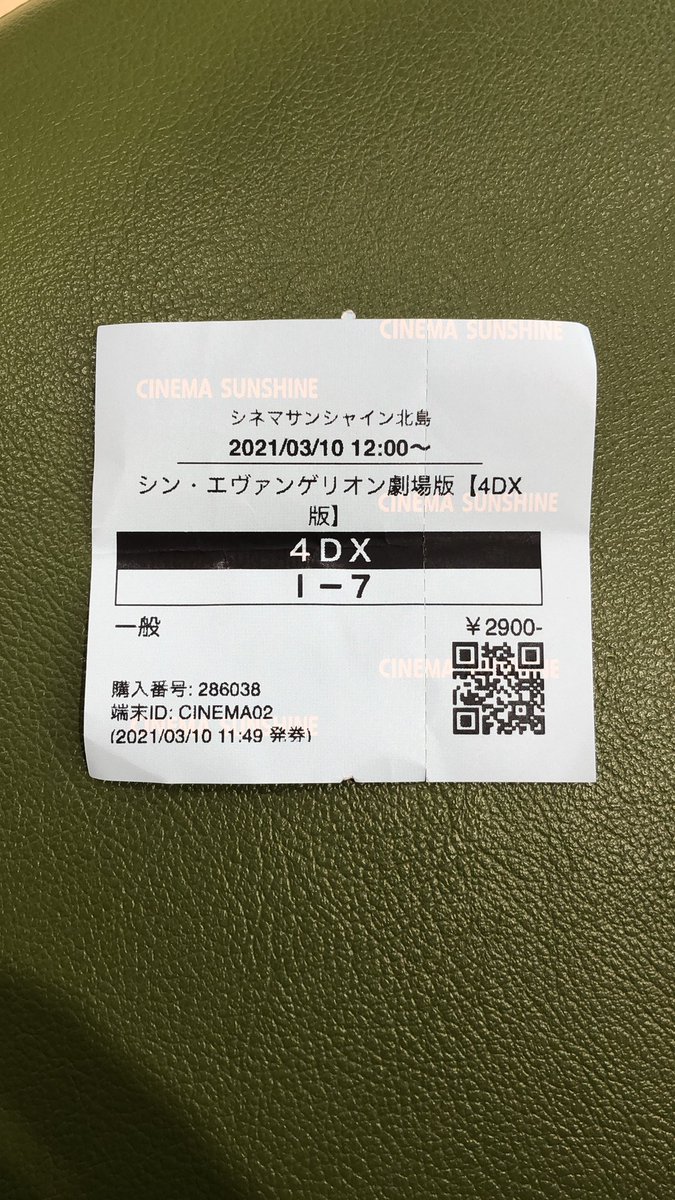 CINEMA SUNSHINE
CINEMA SUNSHINE
シネマサンシャイン北島
2021/03/10 12:00～
シン・エヴァンゲリオン劇場版【4DX
版】
CINEMA SUNSHINE
4DX
I－7
一般 ￥2900-
CINEMA SUNSHINE
購入番号: 286038
端末ID: CINEMA02
CINEMA SUNSHINE
(2021/03/10 11:49 発券)